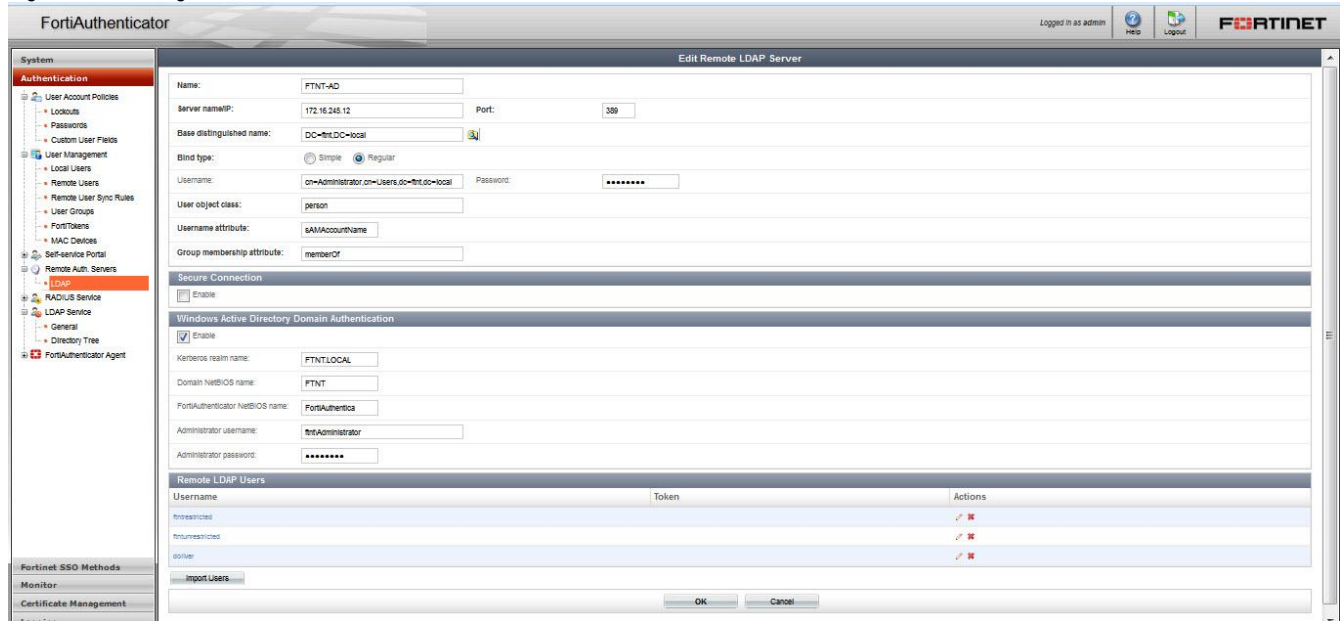 FortiAuthenticator
Logged in as admin
Help
Logout
FORTINET
System
Authentication
User Account Policies
Lockouts
Passwords
Custom User Fields
User Management
Local Users
Remote Users
Remote User Sync Rules
User Groups
FortiTokens
MAC Devices
Self-service Portal
Remote Auth. Servers
LDAP
RADIUS Service
LDAP Service
General
Directory Tree
FortiAuthenticator Agent
Fortinet SSO Methods
Monitor
Certificate Management
Edit Remote LDAP Server
Name: FTNT-AD
Server name/IP: 172.16.245.12 Port: 389
Base distinguished name: DC=ftnt,DC=local
Bind type: Simple Regular
Username: cn=Administrator,cn=Users,dc=ftnt,dc=local Password: ••••••••
User object class: person
Username attribute: sAMAccountName
Group membership attribute: memberOf
Secure Connection
Enable
Windows Active Directory Domain Authentication
Enable
Kerberos realm name: FTNT.LOCAL
Domain NetBIOS name: FTNT
FortiAuthenticator NetBIOS name: FortiAuthentica
Administrator username: ftnt\Administrator
Administrator password: ••••••••
Remote LDAP Users
Username Token Actions
ftntrestricted
ftntunrestricted
doliver
Import Users
OK Cancel